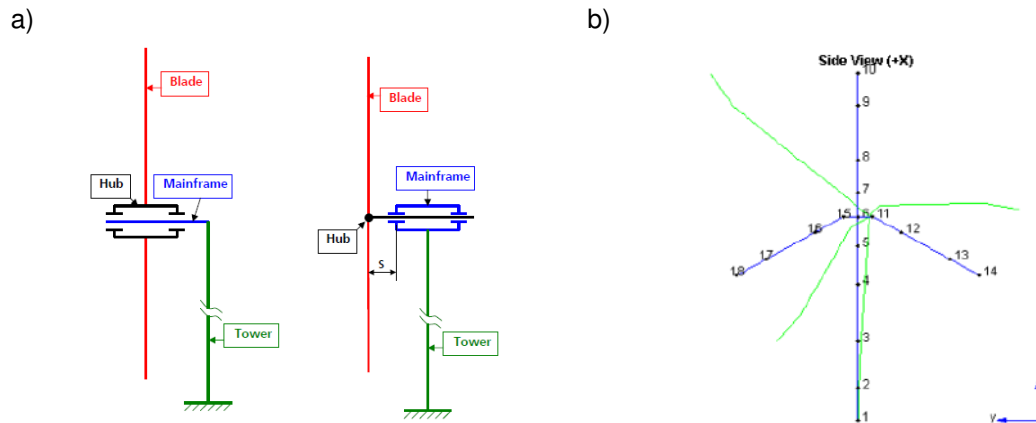 a)
Blade
Hub
Mainframe
Tower
Blade
Mainframe
Hub
S
Tower
b)
Side View (+X)
10
9
8
7
15 6 11
16 5 12
17 13
18 4 14
3
2
1
y